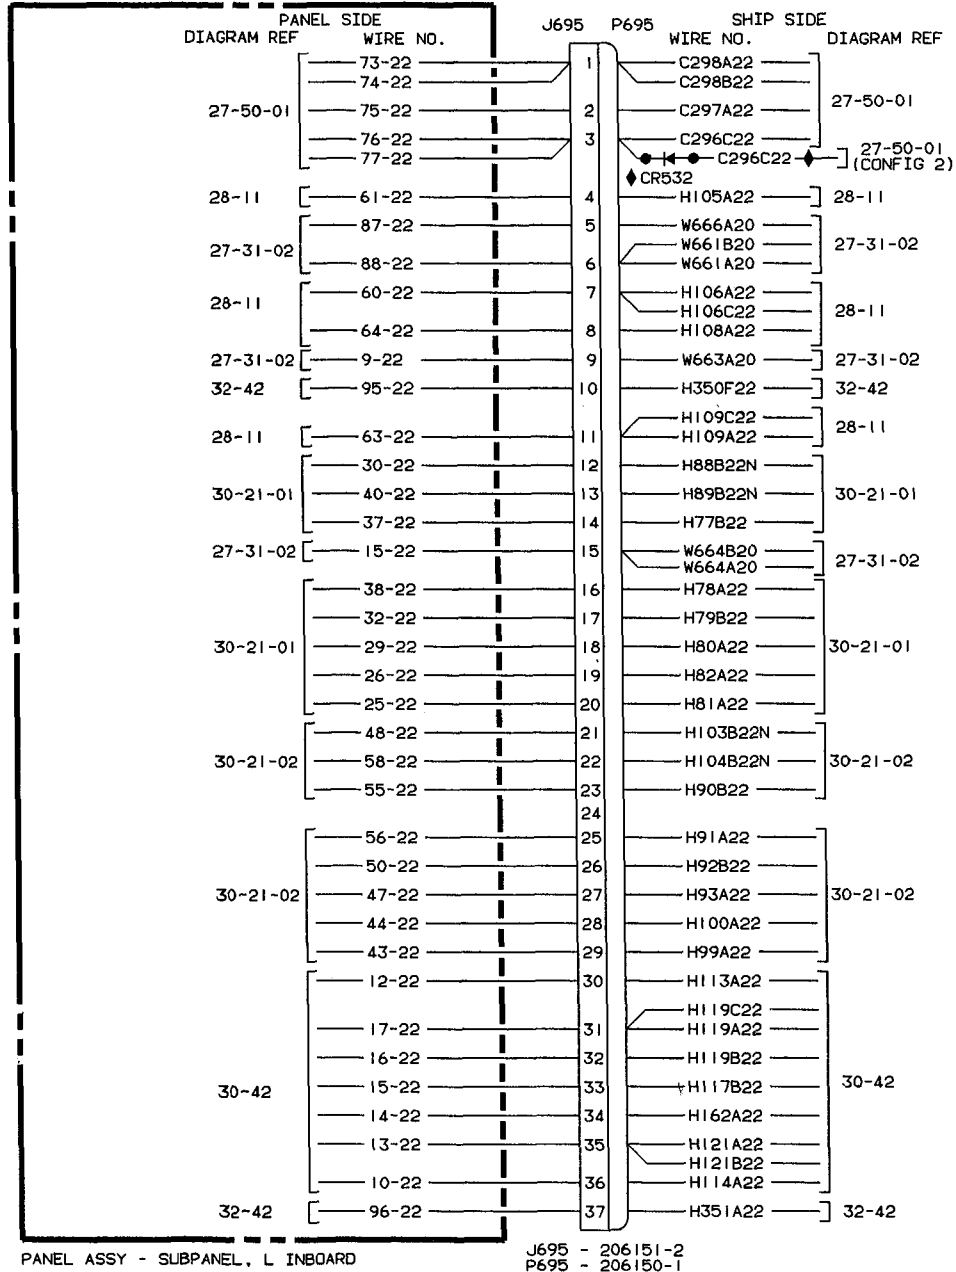 PANEL SIDE J695 P695 SHIP SIDE
DIAGRAM REF WIRE NO. WIRE NO. DIAGRAM REF
73-22 1 C298A22
74-22 C298B22
27-50-01 75-22 2 C297A22 27-50-01
76-22 3 C296C22
77-22 C296C22 27-50-01
(CONFIG 2)
CR532
28-11 61-22 4 H105A22 28-11
87-22 5 W666A20
W661B20
27-31-02 27-31-02
88-22 6 W661A20
60-22 7 H106A22
28-11 H106C22 28-11
64-22 8 H108A22
27-31-02 9-22 9 W663A20 27-31-02
32-42 95-22 10 H350F22 32-42
H109C22
28-11 63-22 11 H109A22 28-11
30-22 12 H88B22N
30-21-01 40-22 13 H89B22N 30-21-01
37-22 14 H77B22
27-31-02 15-22 15 W664B20 27-31-02
W664A20
38-22 16 H78A22
32-22 17 H79B22
30-21-01 29-22 18 H80A22 30-21-01
26-22 19 H82A22
25-22 20 H81A22
48-22 21 H103B22N
30-21-02 58-22 22 H104B22N 30-21-02
55-22 23 H90B22
24
56-22 25 H91A22
50-22 26 H92B22
30-21-02 47-22 27 H93A22 30-21-02
44-22 28 H100A22
43-22 29 H99A22
12-22 30 H113A22
H119C22
17-22 31 H119A22
16-22 32 H119B22
30-42 15-22 33 H117B22 30-42
14-22 34 H162A22
13-22 35 H121A22
H121B22
10-22 36 H114A22
32-42 96-22 37 H351A22 32-42
PANEL ASSY - SUBPANEL, L INBOARD
J695 - 206151-2
P695 - 206150-1